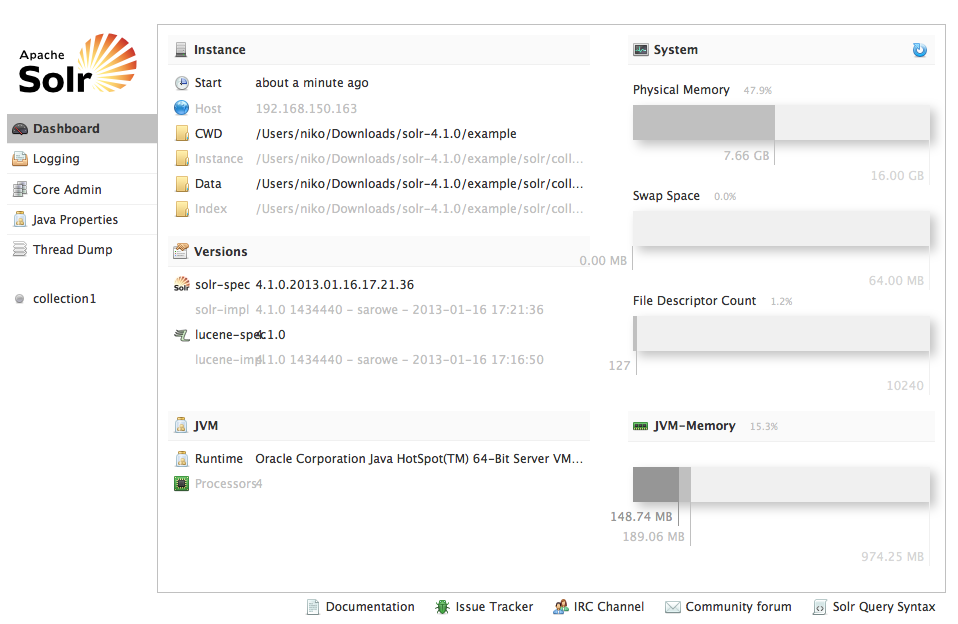 Apache
Solr
Dashboard
Logging
Core Admin
Java Properties
Thread Dump
collection1
Instance
Start about a minute ago
Host 192.168.150.163
CWD /Users/niko/Downloads/solr-4.1.0/example
Instance /Users/niko/Downloads/solr-4.1.0/example/solr/coll...
Data /Users/niko/Downloads/solr-4.1.0/example/solr/coll...
Index /Users/niko/Downloads/solr-4.1.0/example/solr/coll...
Versions
Solr
solr-spec 4.1.0.2013.01.16.17.21.36
solr-impl 4.1.0 1434440 - sarowe - 2013-01-16 17:21:36
lucene-spec 4.1.0
lucene-impl 4.1.0 1434440 - sarowe - 2013-01-16 17:16:50
JVM
Runtime Oracle Corporation Java HotSpot(TM) 64-Bit Server VM...
Processors 4
System
Physical Memory 47.9%
7.66 GB
16.00 GB
Swap Space 0.0%
0.00 MB
64.00 MB
File Descriptor Count 1.2%
127
10240
JVM-Memory 15.3%
148.74 MB
189.06 MB
974.25 MB
Documentation
Issue Tracker
IRC Channel
Community forum
Solr Query Syntax